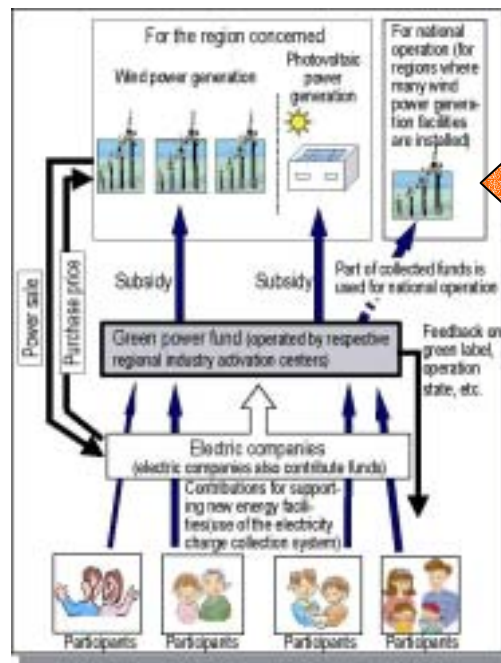 For the region concerned
Wind power generation
Photovoltaic
power
generation
For national
operation (for
regions where
many wind
power genera-
tion facilities
are installed)
Power sale
Purchase price
Subsidy
Subsidy
Part of collected funds is
used for national operation
Green power fund (operated by respective
regional industry activation centers)
Feedback on
green label,
operation
state, etc.
Electric companies
(electric companies also contribute funds)
Contributions for support-
ing new energy facili-
ties(use of the electricity
charge collection system)
Participants
Participants
Participants
Participants